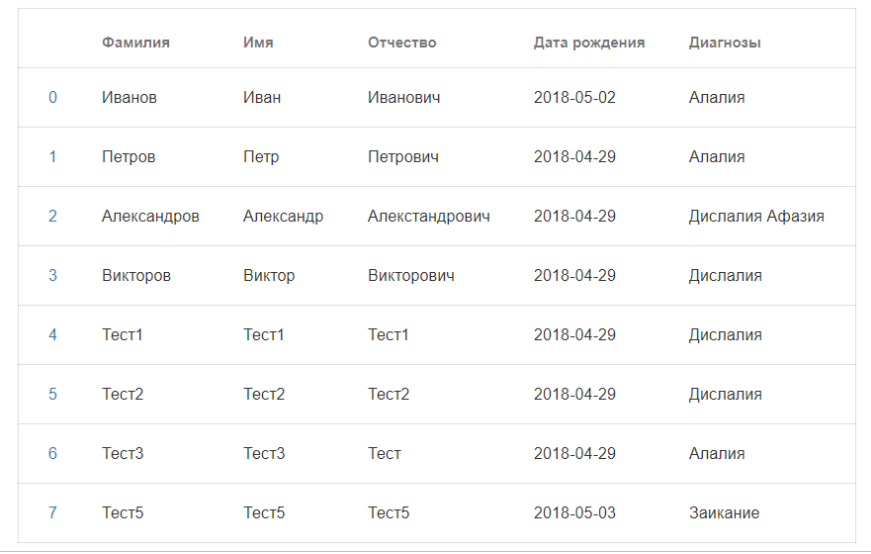 Фамилия Имя Отчество Дата рождения Диагнозы
0 Иванов Иван Иванович 2018-05-02 Алалия
1 Петров Петр Петрович 2018-04-29 Алалия
2 Александров Александр Алекстандрович 2018-04-29 Дислалия Афазия
3 Викторов Виктор Викторович 2018-04-29 Дислалия
4 Тест1 Тест1 Тест1 2018-04-29 Дислалия
5 Тест2 Тест2 Тест2 2018-04-29 Дислалия
6 Тест3 Тест3 Тест 2018-04-29 Алалия
7 Тест5 Тест5 Тест5 2018-05-03 Заикание